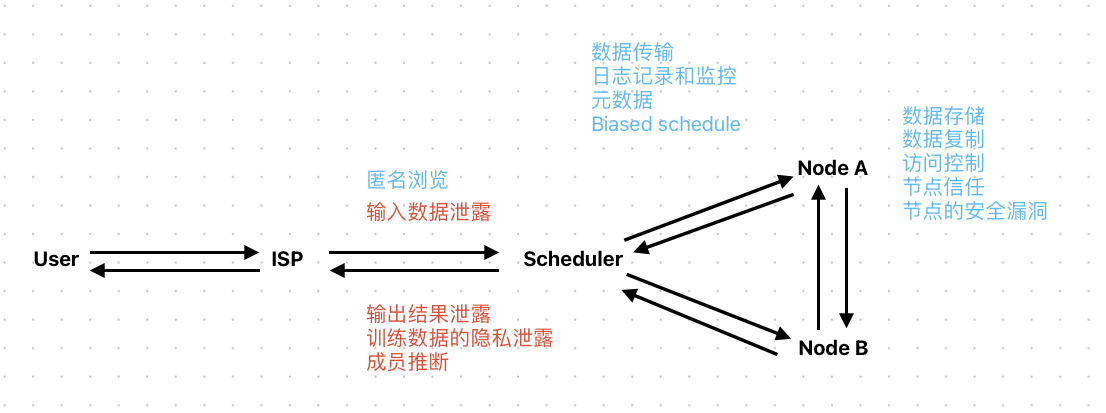 数据传输
日志记录和监控
元数据
Biased schedule
数据存储
数据复制
访问控制
节点信任
节点的安全漏洞
Node A
匿名浏览
输入数据泄露
User
ISP
Scheduler
输出结果泄露
训练数据的隐私泄露
成员推断
Node B